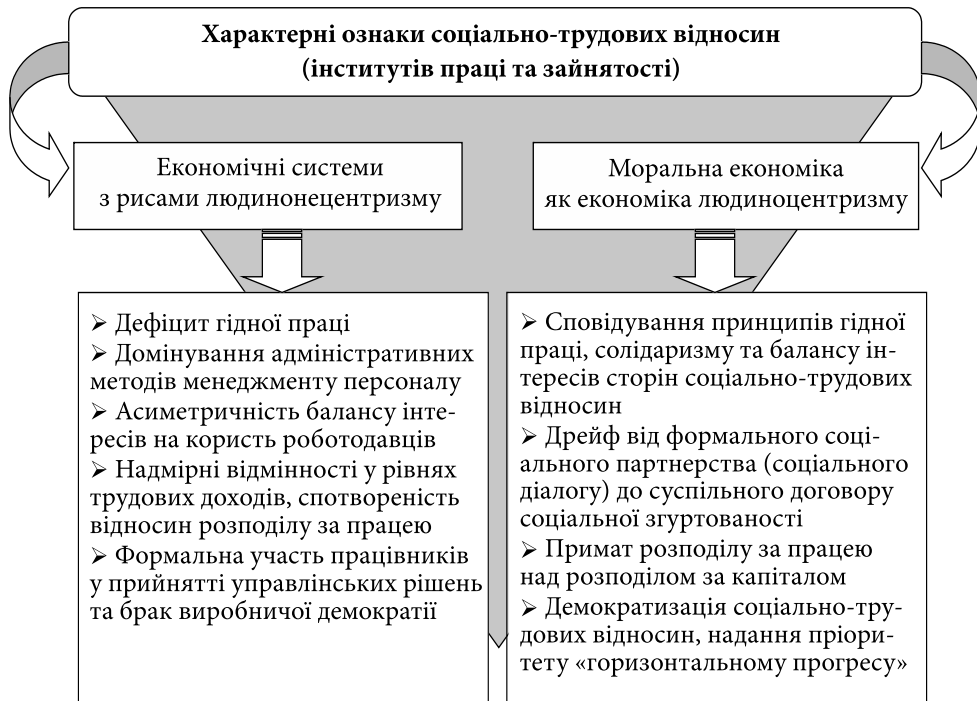 Характерні ознаки соціально-трудових відносин
(інститутів праці та зайнятості)
Економічні системи
з рисами людинонецентризму
Моральна економіка
як економіка людиноцентризму
➢ Дефіцит гідної праці
➢ Домінування адміністративних
методів менеджменту персоналу
➢ Асиметричність балансу інте-
ресів на користь роботодавців
➢ Надмірні відмінності у рівнях
трудових доходів, спотвореність
відносин розподілу за працею
➢ Формальна участь працівників
у прийнятті управлінських рішень
та брак виробничої демократії
➢ Сповідування принципів гідної
праці, солідаризму та балансу ін-
тересів сторін соціально-трудових
відносин
➢ Дрейф від формального соці-
ального партнерства (соціального
діалогу) до суспільного договору
соціальної згуртованості
➢ Примат розподілу за працею
над розподілом за капіталом
➢ Демократизація соціально-тру-
дових відносин, надання пріори-
тету «горизонтальному прогресу»